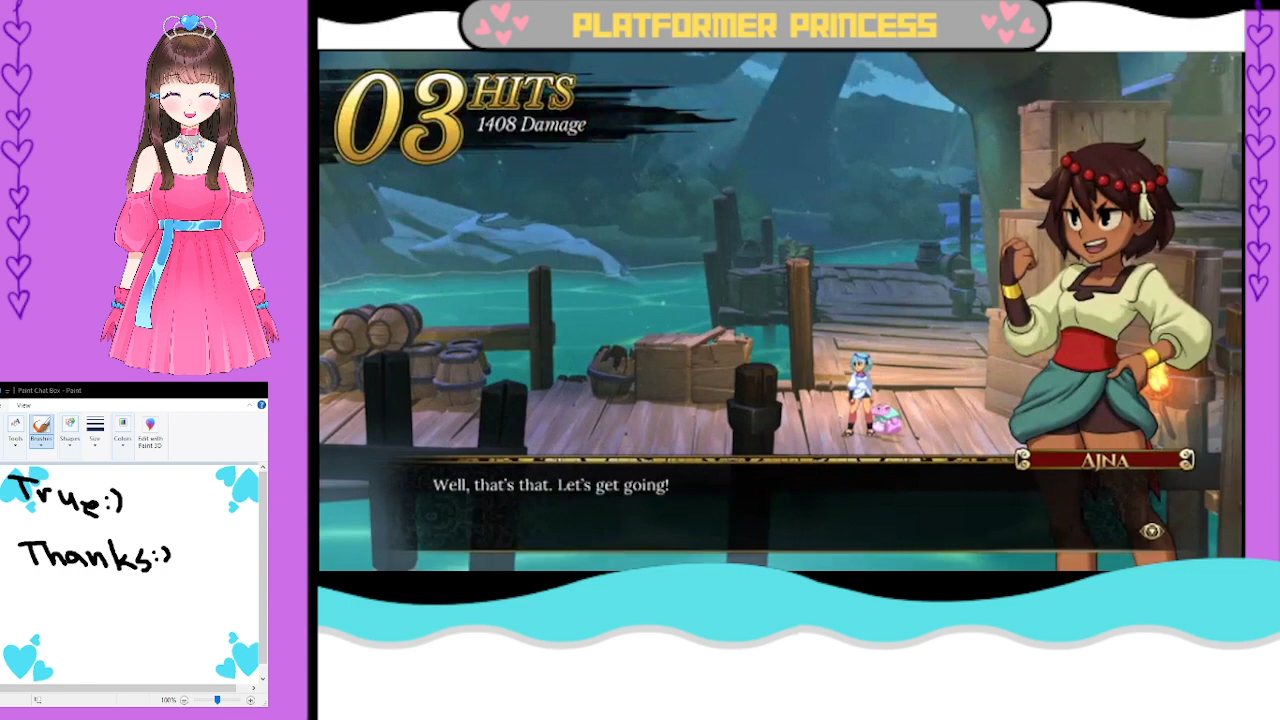 PLATFORMER PRINCESS
03 HITS
1408 Damage
AJNA
Well, that's that. Let's get going!
Paint Chat Box - Paint
View
Tools
Brushes
Shapes
Size
Colors
Edit with
Paint 3D
True:)
Thanks:)
100%